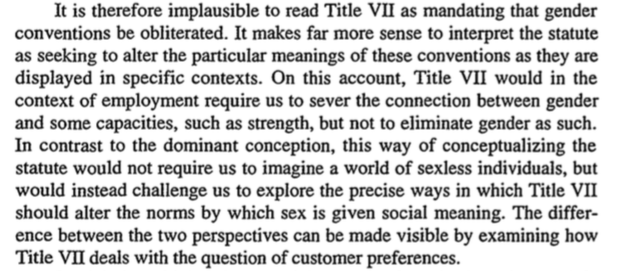 It is therefore implausible to read Title VII as mandating that gender
conventions be obliterated. It makes far more sense to interpret the statute
as seeking to alter the particular meanings of these conventions as they are
displayed in specific contexts. On this account, Title VII would in the
context of employment require us to sever the connection between gender
and some capacities, such as strength, but not to eliminate gender as such.
In contrast to the dominant conception, this way of conceptualizing the
statute would not require us to imagine a world of sexless individuals, but
would instead challenge us to explore the precise ways in which Title VII
should alter the norms by which sex is given social meaning. The differ-
ence between the two perspectives can be made visible by examining how
Title VII deals with the question of customer preferences.